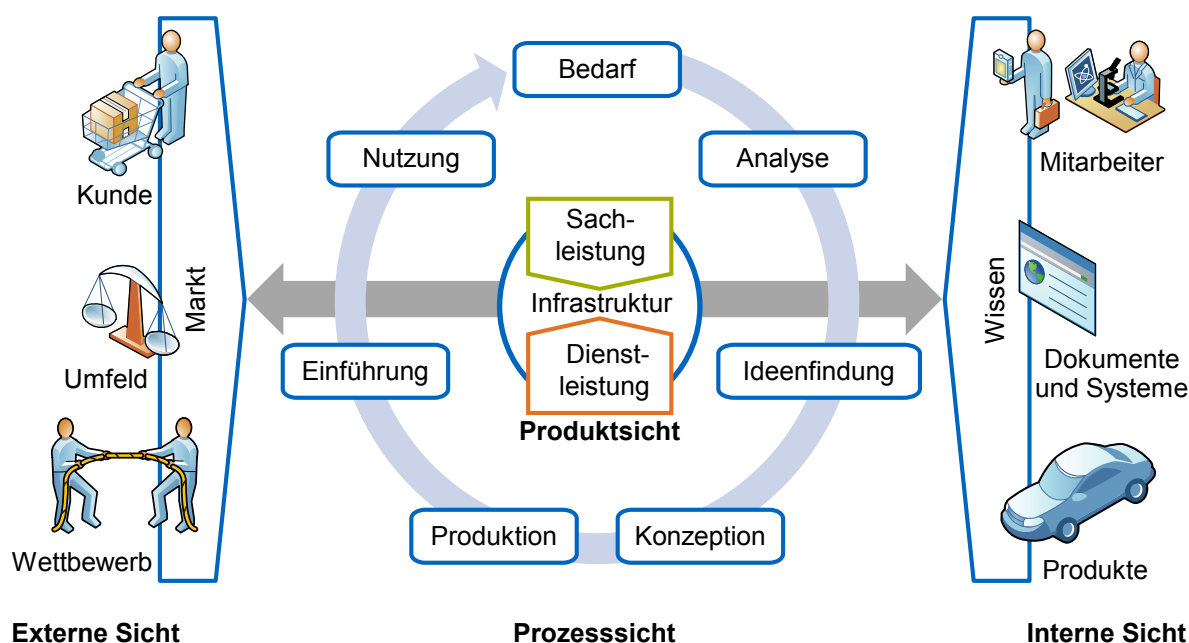 Kunde
Markt
Umfeld
Wettbewerb
Externe Sicht
Bedarf
Analyse
Ideenfindung
Konzeption
Produktion
Einführung
Nutzung
Sach-
leistung
Infrastruktur
Dienst-
leistung
Produktsicht
Prozesssicht
Mitarbeiter
Wissen
Dokumente
und Systeme
Produkte
Interne Sicht